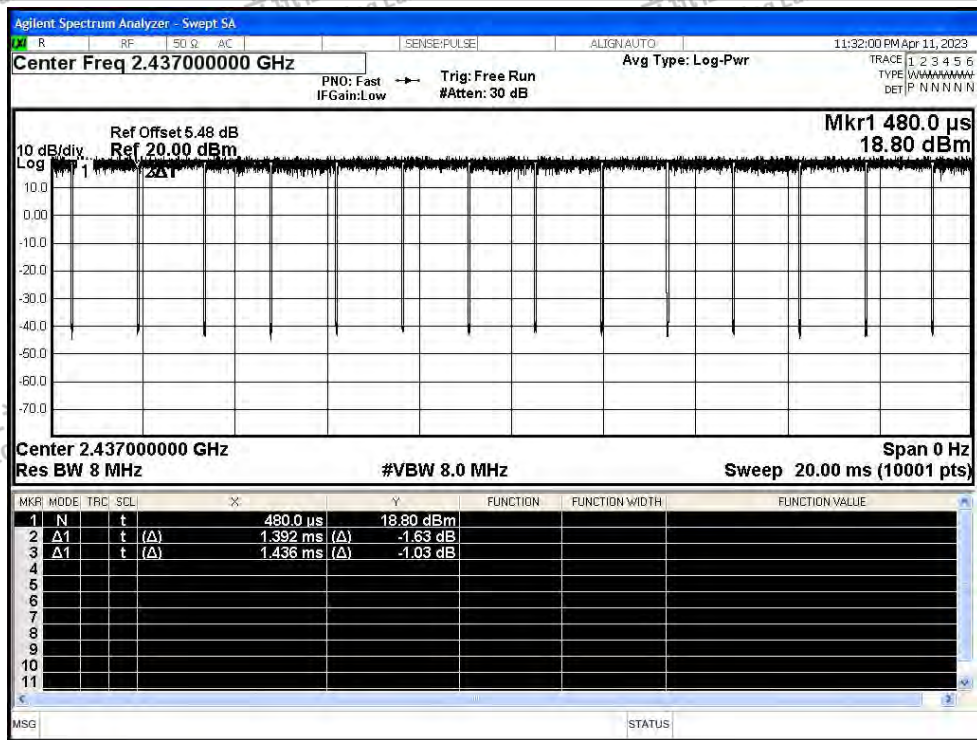 Agilent Spectrum Analyzer - Swept SA
R RF 50 Ω AC SENSE:PULSE ALIGNAUTO 11:32:00 PM Apr 11, 2023
Center Freq 2.437000000 GHz
Avg Type: Log-Pwr
TRACE 1 2 3 4 5 6
PNO: Fast
Trig: Free Run
TYPE
IFGain:Low
#Atten: 30 dB
DET P N N N N N
Mkr1 480.0 µs
Ref Offset 5.48 dB
10 dB/div Ref 20.00 dBm 18.80 dBm
Log
1
10.0
0.00
-10.0
-20.0
-30.0
-40.0
-50.0
-60.0
-70.0
Center 2.437000000 GHz Span 0 Hz
Res BW 8 MHz #VBW 8.0 MHz Sweep 20.00 ms (10001 pts)
MKR MODE TRC SCL X Y FUNCTION FUNCTION WIDTH FUNCTION VALUE
1 N t 480.0 µs 18.80 dBm
2 Δ1 t (Δ) 1.392 ms (Δ) -1.63 dB
3 Δ1 t (Δ) 1.436 ms (Δ) -1.03 dB
4
5
6
7
8
9
10
11
MSG STATUS